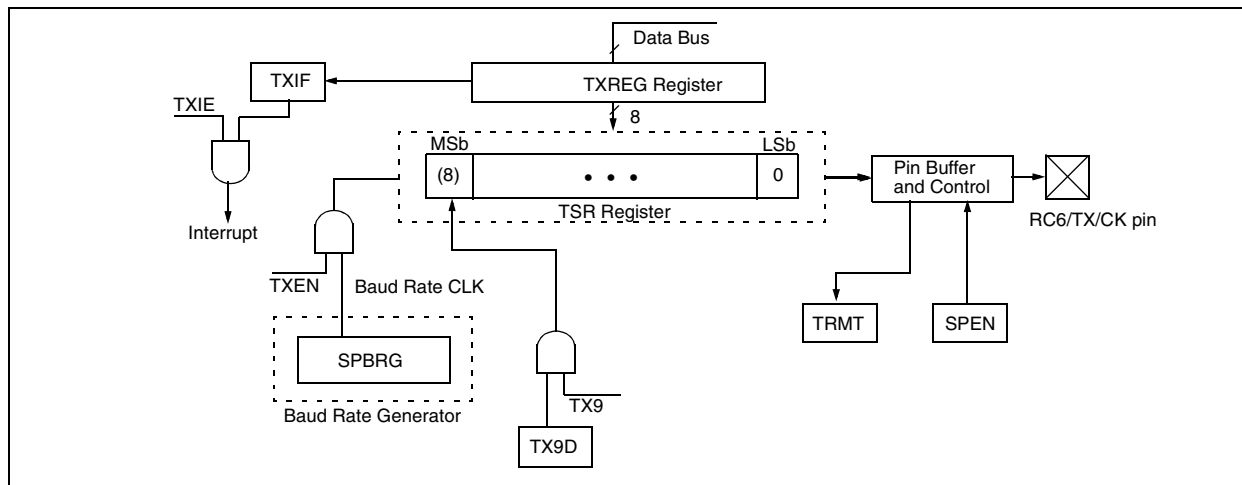 Data Bus
TXIF
TXREG Register
TXIE
8
MSb
LSb
(8)
• • •
0
Pin Buffer
and Control
TSR Register
Interrupt
RC6/TX/CK pin
TXEN
Baud Rate CLK
TRMT
SPEN
SPBRG
Baud Rate Generator
TX9
TX9D